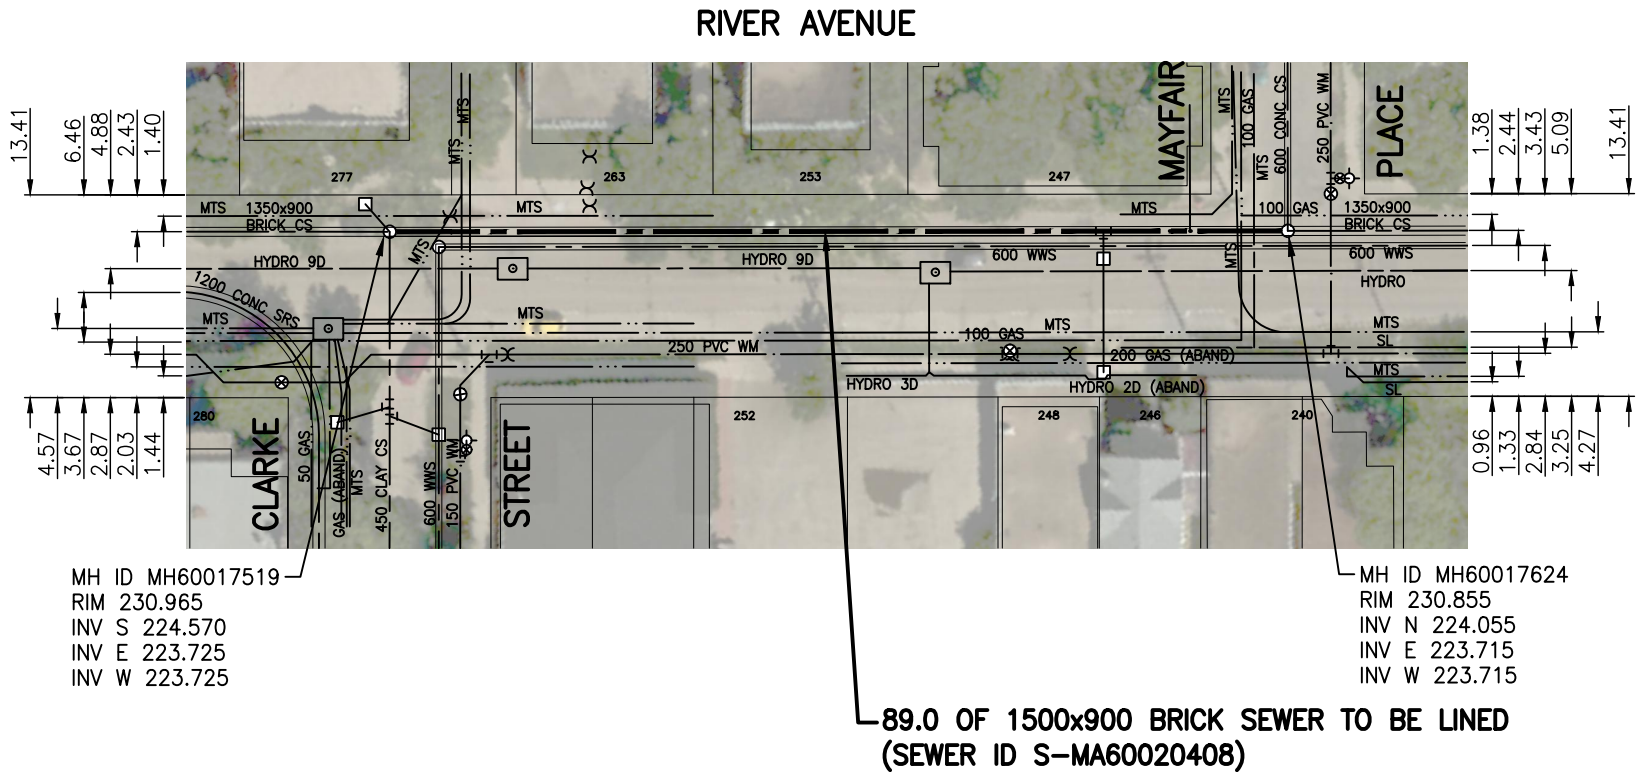 RIVER AVENUE
MAYFAIR
PLACE
CLARKE
STREET
13.41
6.46
4.88
2.43
1.40
1.38
2.44
3.43
5.09
13.41
MTS
MTS
MTS
100 GAS
MTS
600 CONC CS
250 PVC WM
277
263
253
247
MTS
1350x900
BRICK CS
MTS
MTS
100 GAS
1350x900
BRICK CS
MTS
HYDRO 9D
HYDRO 9D
600 WWS
MTS
600 WWS
HYDRO
1200 CONC SRS
MTS
MTS
100 GAS
MTS
MTS
SL
250 PVC WM
200 GAS (ABAND)
MTS
HYDRO 3D
HYDRO 2D (ABAND)
SL
280
252
248
246
240
50 GAS
GAS (ABAND)
MTS
450 CLAY CS
600 WWS
150 PVC WM
4.57
3.67
2.87
2.03
1.44
0.96
1.33
2.84
3.25
4.27
MH ID MH60017519
RIM 230.965
INV S 224.570
INV E 223.725
INV W 223.725
MH ID MH60017624
RIM 230.855
INV N 224.055
INV E 223.715
INV W 223.715
89.0 OF 1500x900 BRICK SEWER TO BE LINED
(SEWER ID S-MA60020408)